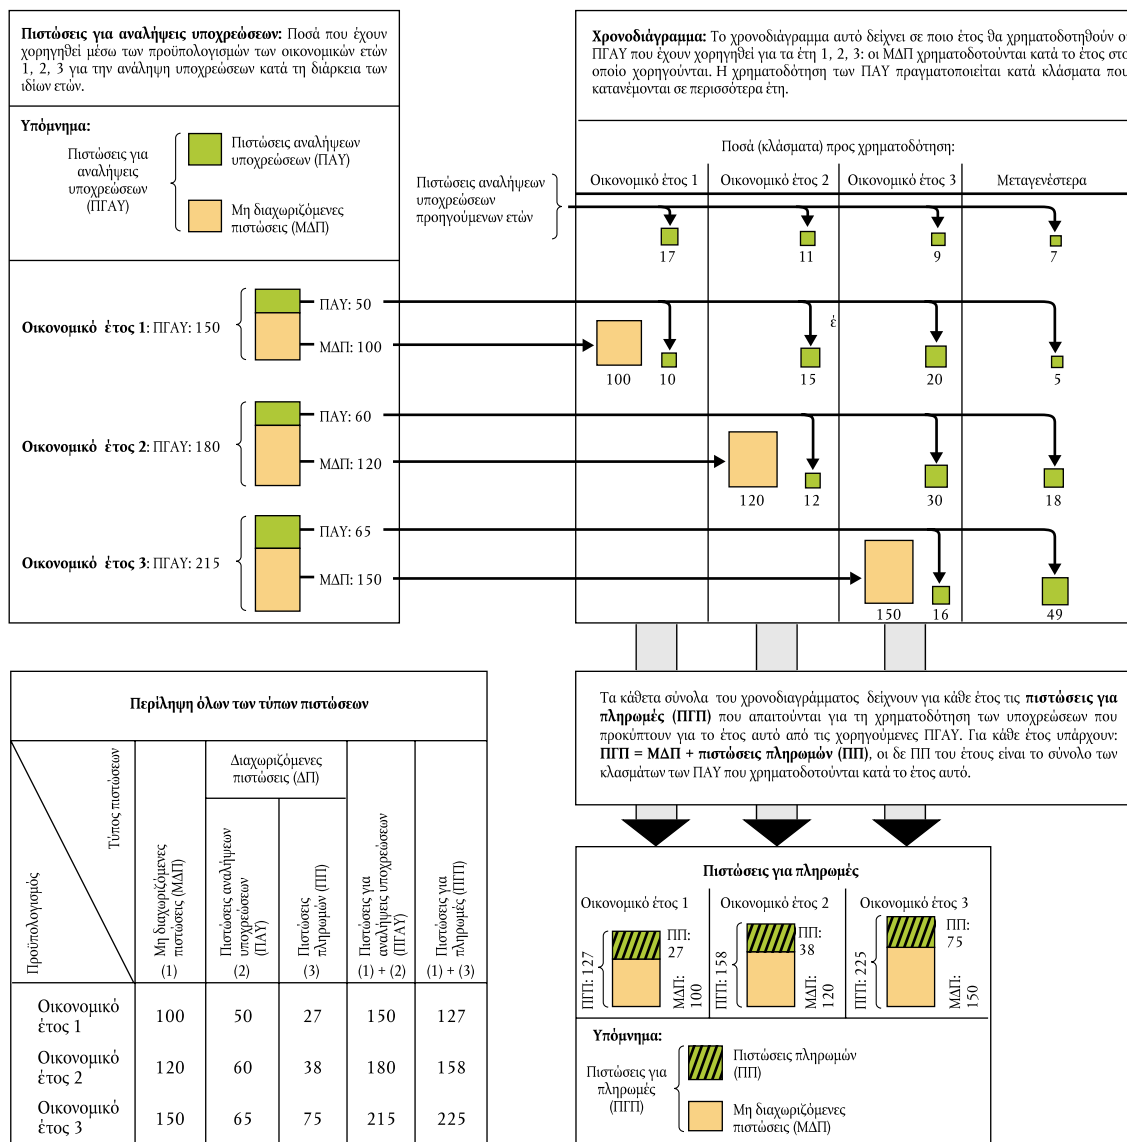 Πιστώσεις για αναλήψεις υποχρεώσεων: Ποσά που έχουν
χορηγηθεί μέσω των προϋπολογισμών των οικονομικών ετών
1, 2, 3 για την ανάληψη υποχρεώσεων κατά τη διάρκεια των
ιδίων ετών.
Υπόμνημα:
Πιστώσεις για
αναλήψεις
υποχρεώσεων
(ΠΓΑΥ)
Πιστώσεις αναλήψεων
υποχρεώσεων (ΠΑΥ)
Μη διαχωριζόμενες
πιστώσεις (ΜΔΠ)
Χρονοδιάγραμμα: Το χρονοδιάγραμμα αυτό δείχνει σε ποιο έτος θα χρηματοδοτηθούν οι
ΠΓΑΥ που έχουν χορηγηθεί για τα έτη 1, 2, 3: οι ΜΔΠ χρηματοδοτούνται κατά το έτος στο
οποίο χορηγούνται. Η χρηματοδότηση των ΠΑΥ πραγματοποιείται κατά κλάσματα που
κατανέμονται σε περισσότερα έτη.
Ποσά (κλάσματα) προς χρηματοδότηση:
Οικονομικό έτος 1
Οικονομικό έτος 2
Οικονομικό έτος 3
Μεταγενέστερα
Πιστώσεις αναλήψεων
υποχρεώσεων
προηγούμενων ετών
17
11
9
7
Οικονομικό έτος 1: ΠΓΑΥ: 150
ΠΑΥ: 50
ΜΔΠ: 100
έ
100
10
15
20
5
Οικονομικό έτος 2: ΠΓΑΥ: 180
ΠΑΥ: 60
ΜΔΠ: 120
120
12
30
18
Οικονομικό έτος 3: ΠΓΑΥ: 215
ΠΑΥ: 65
ΜΔΠ: 150
150
16
49
Περίληψη όλων των τύπων πιστώσεων
Τύπος πιστώσεων
Προϋπολογισμός
Μη διαχωριζόμενες
πιστώσεις (ΜΔΠ)
(1)
Διαχωριζόμενες
πιστώσεις (ΔΠ)
Πιστώσεις αναλήψεων
υποχρεώσεων
(ΠΑΥ)
(2)
Πιστώσεις
πληρωμών (ΠΠ)
(3)
Πιστώσεις για
αναλήψεις υποχρεώσεων
(ΠΓΑΥ)
(1) + (2)
Πιστώσεις για
πληρωμές (ΠΓΠ)
(1) + (3)
Οικονομικό
έτος 1
100
50
27
150
127
Οικονομικό
έτος 2
120
60
38
180
158
Οικονομικό
έτος 3
150
65
75
215
225
Τα κάθετα σύνολα του χρονοδιαγράμματος δείχνουν για κάθε έτος τις πιστώσεις για
πληρωμές (ΠΓΠ) που απαιτούνται για τη χρηματοδότηση των υποχρεώσεων που
προκύπτουν για το έτος αυτό από τις χορηγούμενες ΠΓΑΥ. Για κάθε έτος υπάρχουν:
ΠΓΠ = ΜΔΠ + πιστώσεις πληρωμών (ΠΠ), οι δε ΠΠ του έτους είναι το σύνολο των
κλασμάτων των ΠΑΥ που χρηματοδοτούνται κατά το έτος αυτό.
Πιστώσεις για πληρωμές
Οικονομικό έτος 1
ΠΓΠ: 127
ΠΠ:
27
ΜΔΠ:
100
Οικονομικό έτος 2
ΠΓΠ: 158
ΠΠ:
38
ΜΔΠ:
120
Οικονομικό έτος 3
ΠΓΠ: 225
ΠΠ:
75
ΜΔΠ:
150
Υπόμνημα:
Πιστώσεις για
πληρωμές
(ΠΓΠ)
Πιστώσεις πληρωμών
(ΠΠ)
Μη διαχωριζόμενες
πιστώσεις (ΜΔΠ)